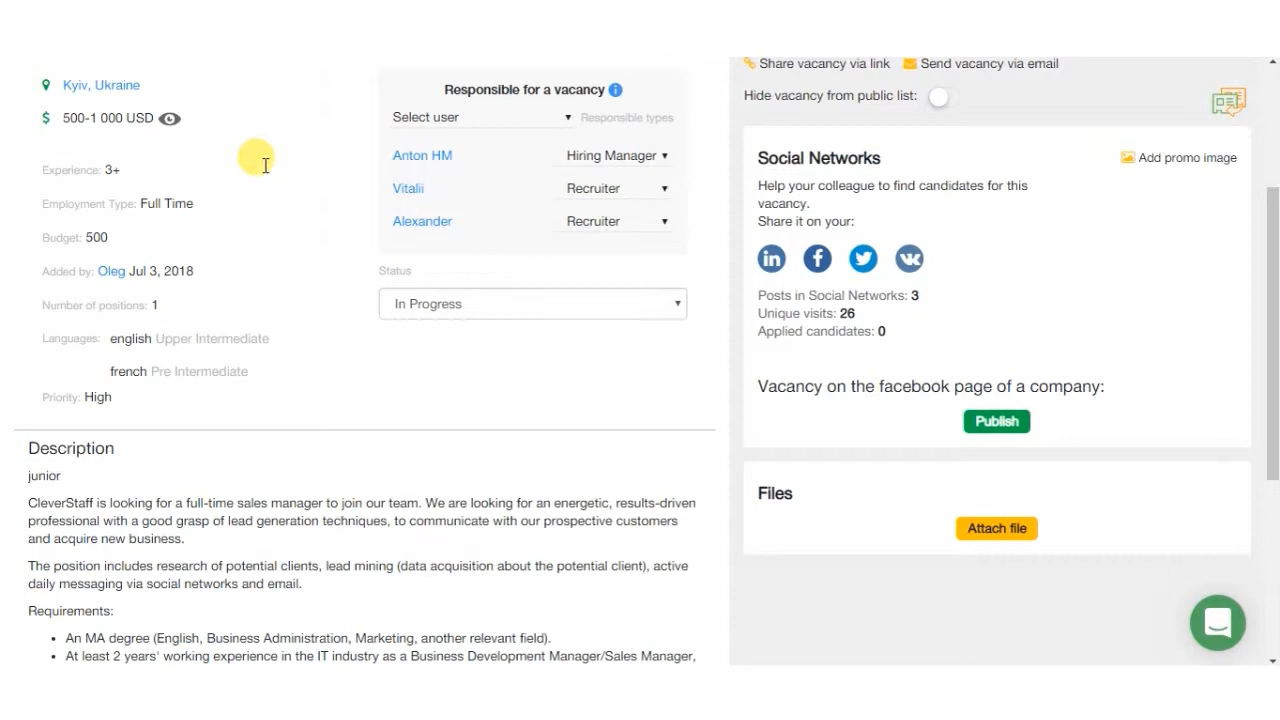 Kyiv, Ukraine
$ 500-1 000 USD
Experience: 3+
Employment Type: Full Time
Budget: 500
Added by: Oleg Jul 3, 2018
Number of positions: 1
Languages: english Upper Intermediate
french Pre Intermediate
Priority: High
Responsible for a vacancy i
Select user ▼ Responsible types
Anton HM Hiring Manager ▼
Vitalii Recruiter ▼
Alexander Recruiter ▼
Status
In Progress
Description
junior
CleverStaff is looking for a full-time sales manager to join our team. We are looking for an energetic, results-driven
professional with a good grasp of lead generation techniques, to communicate with our prospective customers
and acquire new business.
The position includes research of potential clients, lead mining (data acquisition about the potential client), active
daily messaging via social networks and email.
Requirements:
• An MA degree (English, Business Administration, Marketing, another relevant field).
• At least 2 years' working experience in the IT industry as a Business Development Manager/Sales Manager,
Share vacancy via link Send vacancy via email
Hide vacancy from public list:
Social Networks
Add promo image
Help your colleague to find candidates for this
vacancy.
Share it on your:
in f
Posts in Social Networks: 3
Unique visits: 26
Applied candidates: 0
Vacancy on the facebook page of a company:
Publish
Files
Attach file